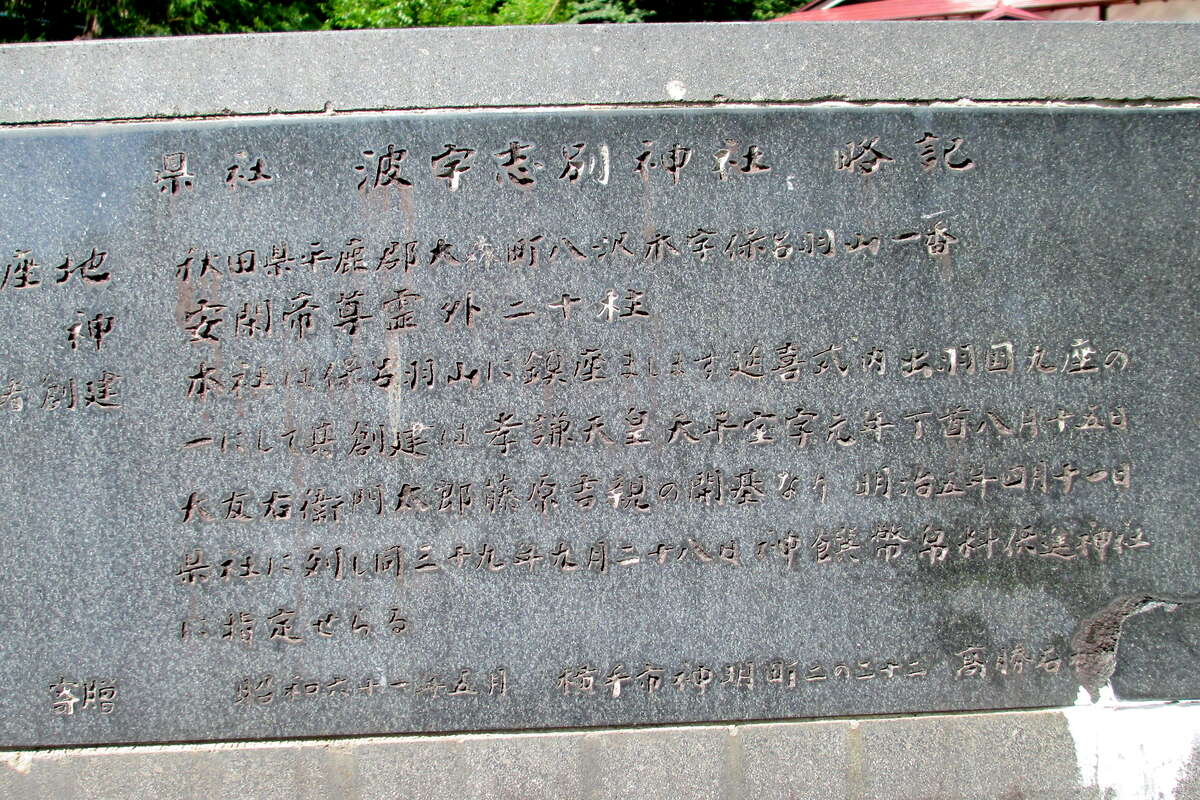 県社 波宇志別神社 略記
座地 秋田県平鹿郡大森町八沢木字保呂羽山一番
神 安閑帝尊霊外二十柱
者創建 本社は保呂羽山に鎮座まします延喜式内出羽国九座の
一にして真創建は孝謙天皇天平宝字元年丁酉八月十五日
大友右衛門太郎藤原吉親の開基なり 明治五年四月十一日
県社に列し同三十九年九月二十八日 神饌幣帛料供進神社
に指定せらる
寄贈 昭和六十一年五月 横手市神明町二の二十二 高勝石